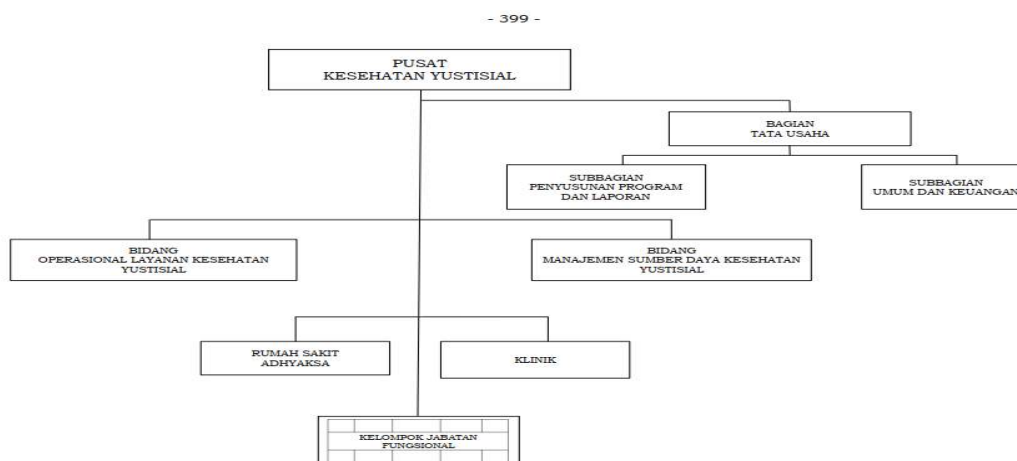 - 399 -
PUSAT
KESEHATAN YUSTISIAL
BAGIAN
TATA USAHA
SUBBAGIAN
PENYUSUNAN PROGRAM
DAN LAPORAN
SUBBAGIAN
UMUM DAN KEUANGAN
BIDANG
OPERASIONAL LAYANAN KESEHATAN
YUSTISIAL
BIDANG
MANAJEMEN SUMBER DAYA KESEHATAN
YUSTISIAL
RUMAH SAKIT
ADHYAKSA
KLINIK
KELOMPOK JABATAN
FUNGSIONAL